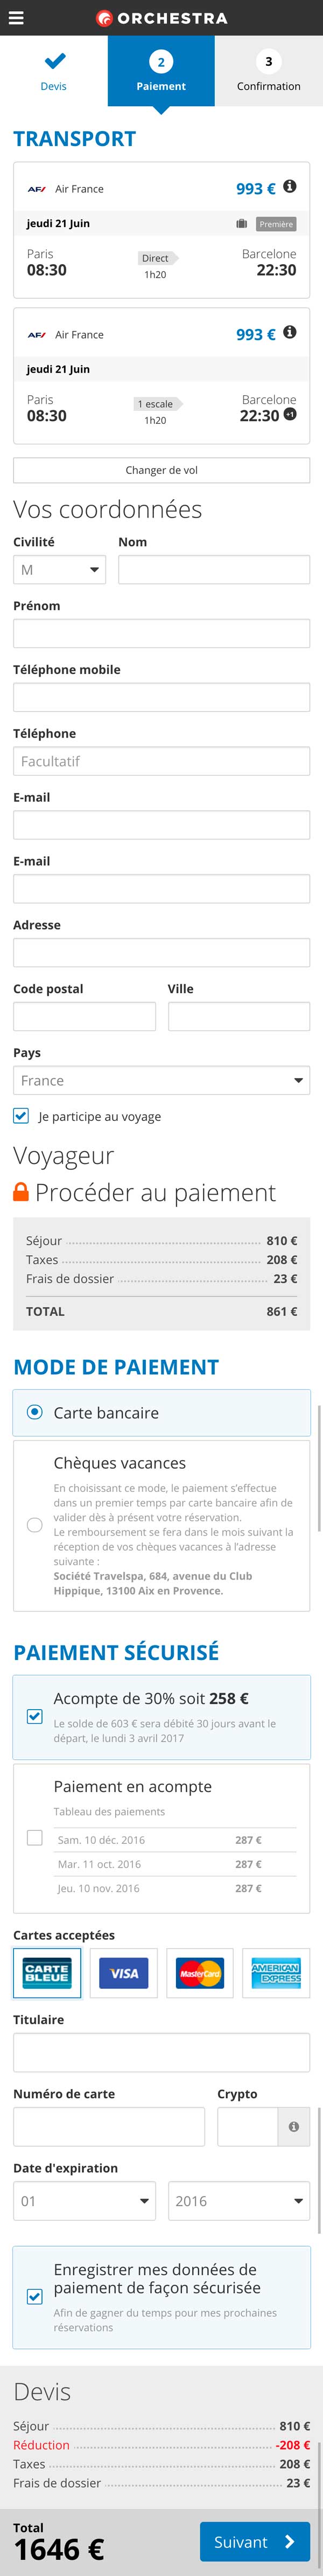 ORCHESTRA
2
3
Devis
Paiement
Confirmation
TRANSPORT
AF Air France 993 €
jeudi 21 Juin Première
Paris Direct Barcelone
08:30 1h20 22:30
AF Air France 993 €
jeudi 21 Juin
Paris 1 escale Barcelone
08:30 1h20 22:30 +1
Changer de vol
Vos coordonnées
Civilité Nom
M
Prénom
Téléphone mobile
Téléphone
Facultatif
E-mail
E-mail
Adresse
Code postal Ville
Pays
France
Je participe au voyage
Voyageur
Procéder au paiement
Séjour 810 €
Taxes 208 €
Frais de dossier 23 €
TOTAL 861 €
MODE DE PAIEMENT
Carte bancaire
Chèques vacances
En choisissant ce mode, le paiement s'effectue
dans un premier temps par carte bancaire afin de
valider dès à présent votre réservation.
Le remboursement se fera dans le mois suivant la
réception de vos chèques vacances à l'adresse
suivante :
Société Travelspa, 684, avenue du Club
Hippique, 13100 Aix en Provence.
PAIEMENT SÉCURISÉ
Acompte de 30% soit 258 €
Le solde de 603 € sera débité 30 jours avant le
départ, le lundi 3 avril 2017
Paiement en acompte
Tableau des paiements
Sam. 10 déc. 2016 287 €
Mar. 11 oct. 2016 287 €
Jeu. 10 nov. 2016 287 €
Cartes acceptées
CARTE BLEUE VISA MasterCard AMERICAN EXPRESS
Titulaire
Numéro de carte Crypto
Date d'expiration
01 2016
Enregistrer mes données de
paiement de façon sécurisée
Afin de gagner du temps pour mes prochaines
réservations
Devis
Séjour 810 €
Réduction -208 €
Taxes 208 €
Frais de dossier 23 €
Total
1646 € Suivant